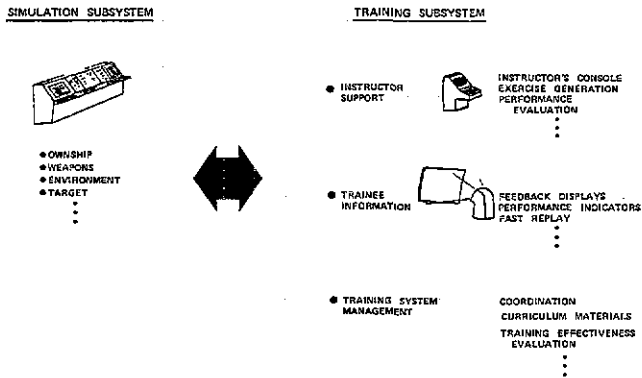 SIMULATION SUBSYSTEM
TRAINING SUBSYSTEM
● OWNSHIP
● WEAPONS
● ENVIRONMENT
● TARGET
● INSTRUCTOR
SUPPORT
INSTRUCTOR'S CONSOLE
EXERCISE GENERATION
PERFORMANCE
EVALUATION
● TRAINEE
INFORMATION
FEEDBACK DISPLAYS
PERFORMANCE INDICATORS
FAST REPLAY
● TRAINING SYSTEM
MANAGEMENT
COORDINATION
CURRICULUM MATERIALS
TRAINING EFFECTIVENESS
EVALUATION